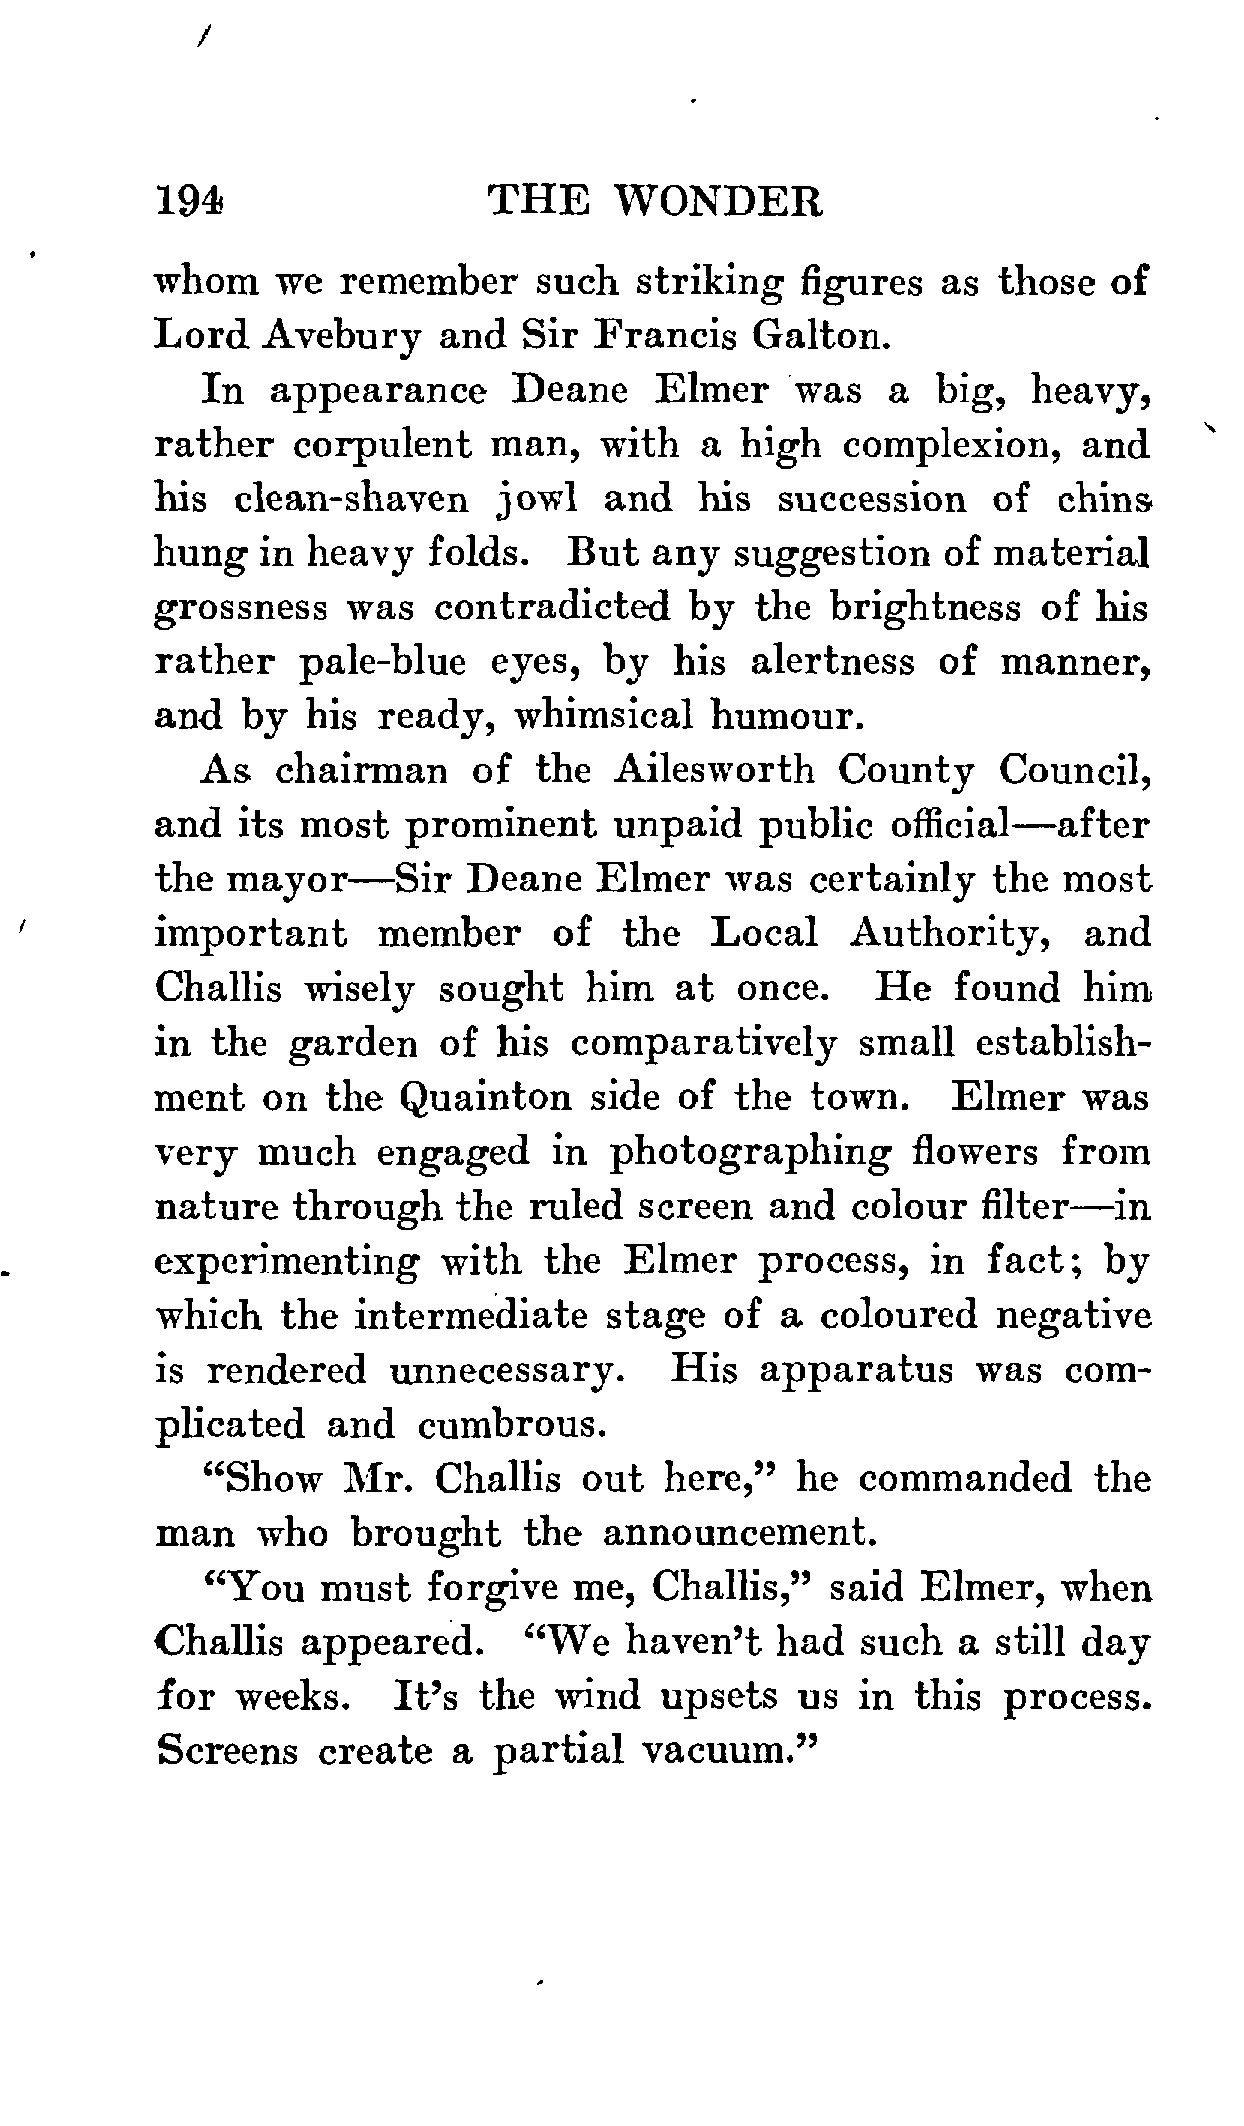 194 THE WONDER
whom we remember such striking figures as those of
Lord Avebury and Sir Francis Galton.
In appearance Deane Elmer was a big, heavy,
rather corpulent man, with a high complexion, and
his clean-shaven jowl and his succession of chins
hung in heavy folds. But any suggestion of material
grossness was contradicted by the brightness of his
rather pale-blue eyes, by his alertness of manner,
and by his ready, whimsical humour.
As chairman of the Ailesworth County Council,
and its most prominent unpaid public official—after
the mayor—Sir Deane Elmer was certainly the most
important member of the Local Authority, and
Challis wisely sought him at once. He found him
in the garden of his comparatively small establish-
ment on the Quainton side of the town. Elmer was
very much engaged in photographing flowers from
nature through the ruled screen and colour filter—in
experimenting with the Elmer process, in fact; by
which the intermediate stage of a coloured negative
is rendered unnecessary. His apparatus was com-
plicated and cumbrous.
“Show Mr. Challis out here,” he commanded the
man who brought the announcement.
“You must forgive me, Challis,” said Elmer, when
Challis appeared. “We haven’t had such a still day
for weeks. It’s the wind upsets us in this process.
Screens create a partial vacuum.”